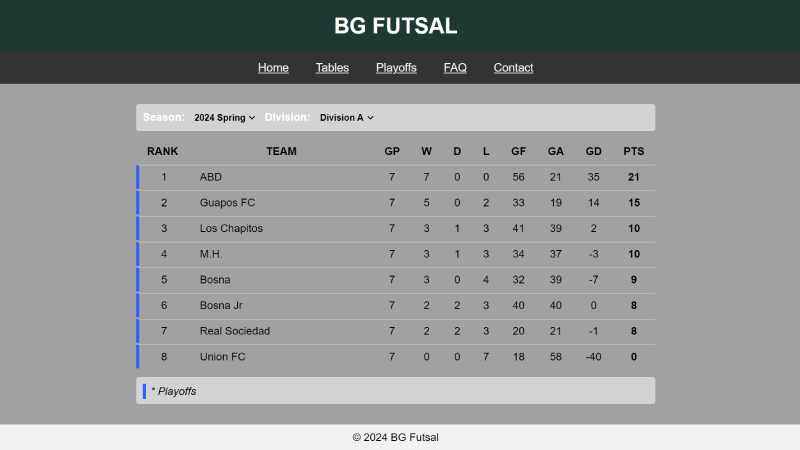 BG FUTSAL
Home Tables Playoffs FAQ Contact
Season: 2024 Spring Division: Division A
RANK TEAM GP W D L GF GA GD PTS
1 ABD 7 7 0 0 56 21 35 21
2 Guapos FC 7 5 0 2 33 19 14 15
3 Los Chapitos 7 3 1 3 41 39 2 10
4 M.H. 7 3 1 3 34 37 -3 10
5 Bosna 7 3 0 4 32 39 -7 9
6 Bosna Jr 7 2 2 3 40 40 0 8
7 Real Sociedad 7 2 2 3 20 21 -1 8
8 Union FC 7 0 0 7 18 58 -40 0
* Playoffs
© 2024 BG Futsal